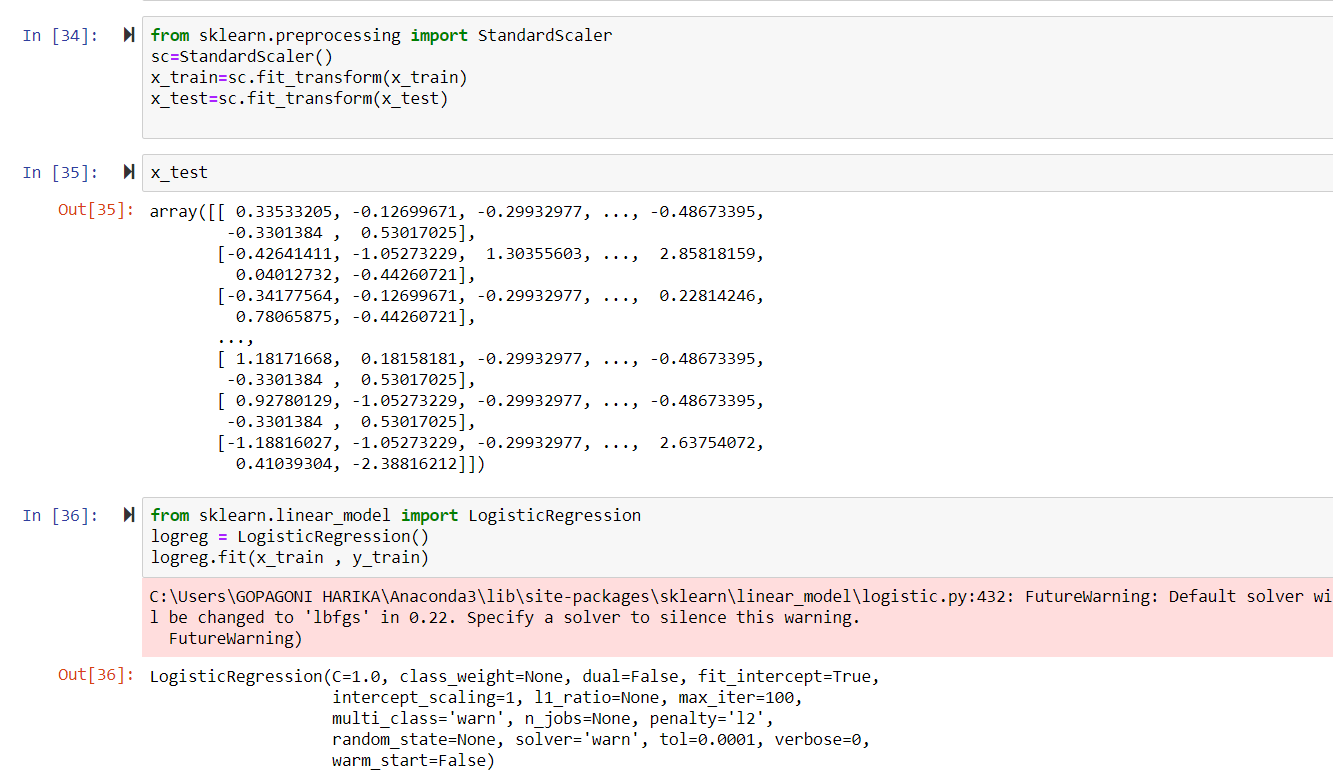 In [34]:
from sklearn.preprocessing import StandardScaler
sc=StandardScaler()
x_train=sc.fit_transform(x_train)
x_test=sc.fit_transform(x_test)
In [35]:
x_test
Out[35]:
array([[ 0.33533205, -0.12699671, -0.29932977, ..., -0.48673395,
-0.3301384 ,  0.53017025],
[-0.42641411, -1.05273229,  1.30355603, ...,  2.85818159,
0.04012732, -0.44260721],
[-0.34177564, -0.12699671, -0.29932977, ...,  0.22814246,
0.78065875, -0.44260721],
...,
[ 1.18171668,  0.18158181, -0.29932977, ..., -0.48673395,
-0.3301384 ,  0.53017025],
[ 0.92780129, -1.05273229, -0.29932977, ..., -0.48673395,
-0.3301384 ,  0.53017025],
[-1.18816027, -1.05273229, -0.29932977, ...,  2.63754072,
0.41039304, -2.38816212]])
In [36]:
from sklearn.linear_model import LogisticRegression
logreg = LogisticRegression()
logreg.fit(x_train , y_train)
C:\Users\GOPAGONI HARIKA\Anaconda3\lib\site-packages\sklearn\linear_model\logistic.py:432: FutureWarning: Default solver wi
l be changed to 'lbfgs' in 0.22. Specify a solver to silence this warning.
FutureWarning)
Out[36]:
LogisticRegression(C=1.0, class_weight=None, dual=False, fit_intercept=True,
intercept_scaling=1, l1_ratio=None, max_iter=100,
multi_class='warn', n_jobs=None, penalty='l2',
random_state=None, solver='warn', tol=0.0001, verbose=0,
warm_start=False)